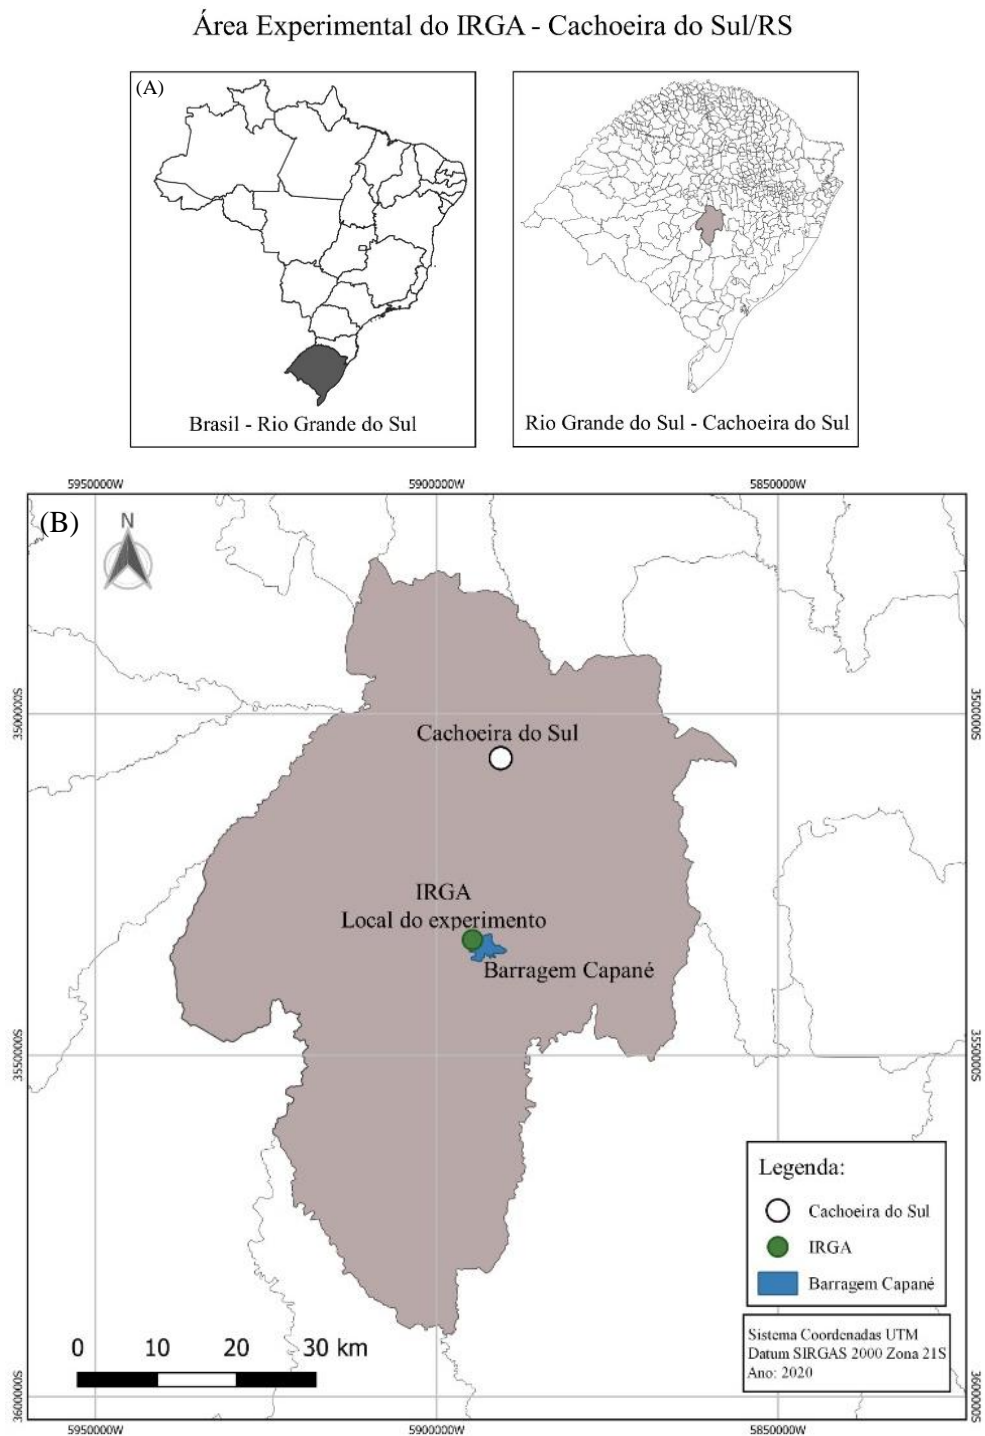 Área Experimental do IRGA - Cachoeira do Sul/RS
(A)
Brasil - Rio Grande do Sul
Rio Grande do Sul - Cachoeira do Sul
5950000W
5900000W
5850000W
(B)
N
3500000S
3500000S
Cachoeira do Sul
IRGA
Local do experimento
Barragem Capané
3550000S
3550000S
Legenda:
Cachoeira do Sul
IRGA
Barragem Capané
0 10 20 30 km
Sistema Coordenadas UTM
Datum SIRGAS 2000 Zona 21S
Ano: 2020
3600000S
3600000S
5950000W
5900000W
5850000W